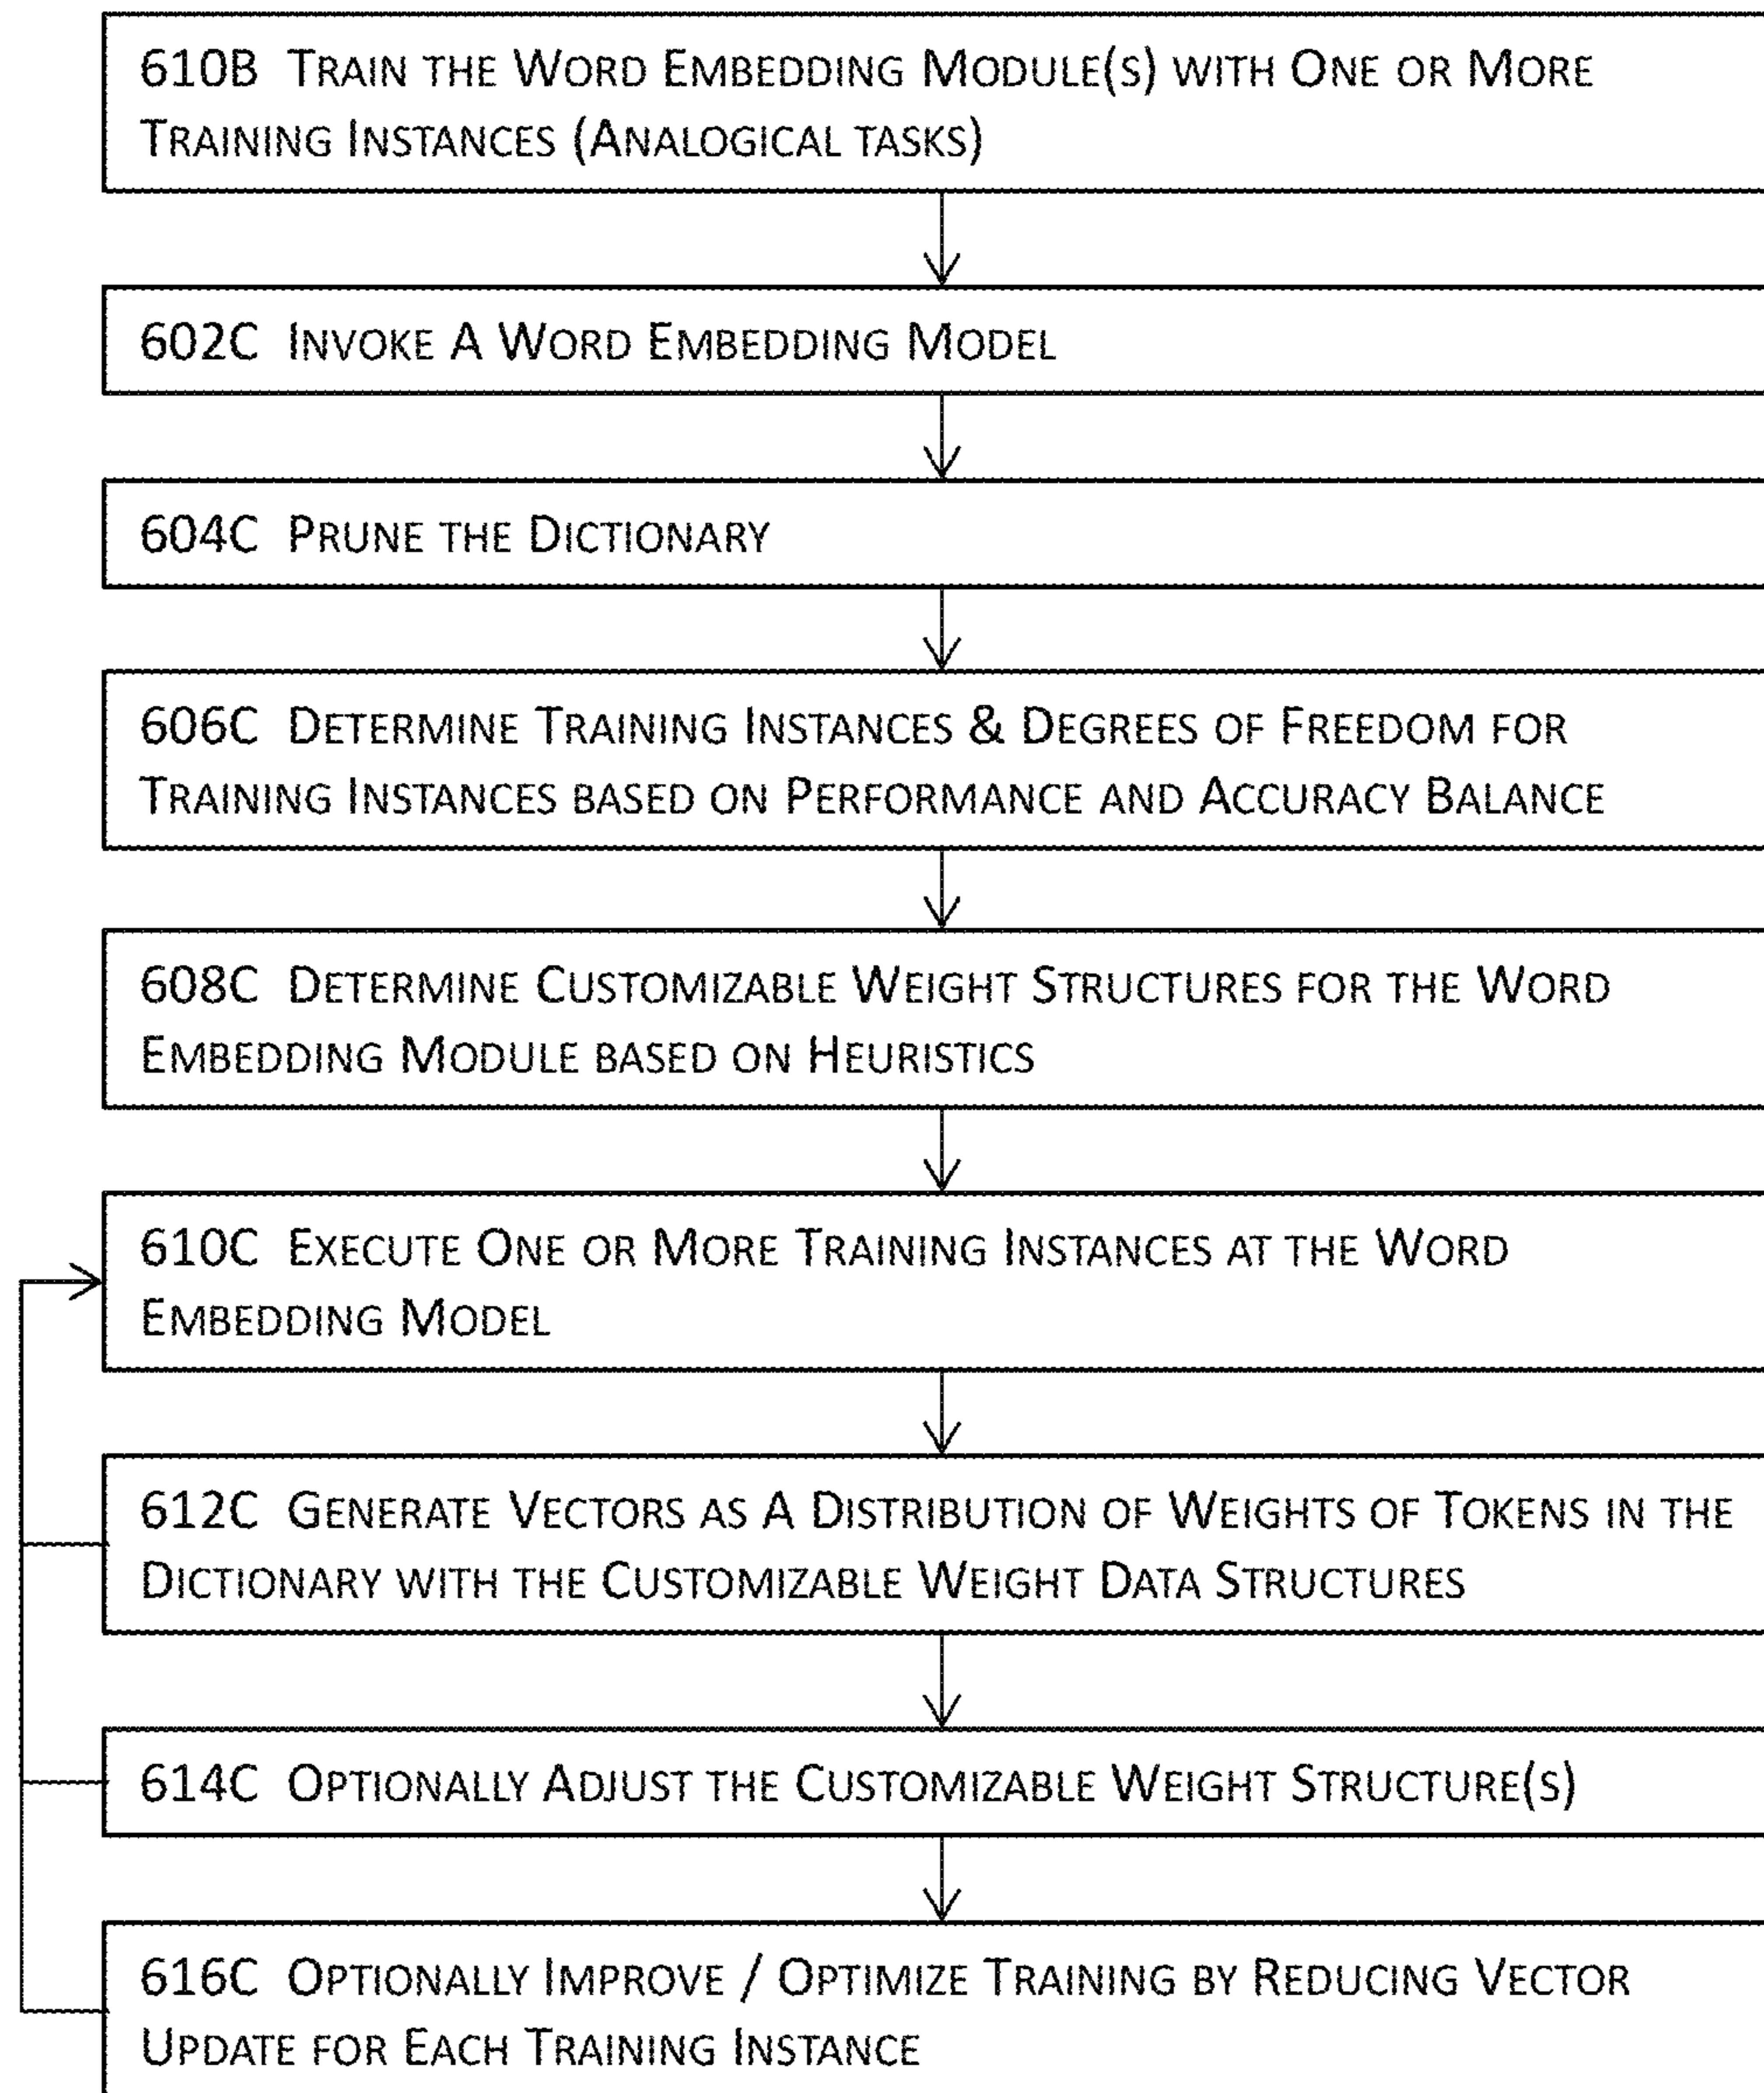 610B TRAIN THE WORD EMBEDDING MODULE(S) WITH ONE OR MORE
TRAINING INSTANCES (ANALOGICAL TASKS)
602C INVOKE A WORD EMBEDDING MODEL
604C PRUNE THE DICTIONARY
606C DETERMINE TRAINING INSTANCES & DEGREES OF FREEDOM FOR
TRAINING INSTANCES BASED ON PERFORMANCE AND ACCURACY BALANCE
608C DETERMINE CUSTOMIZABLE WEIGHT STRUCTURES FOR THE WORD
EMBEDDING MODULE BASED ON HEURISTICS
610C EXECUTE ONE OR MORE TRAINING INSTANCES AT THE WORD
EMBEDDING MODEL
612C GENERATE VECTORS AS A DISTRIBUTION OF WEIGHTS OF TOKENS IN THE
DICTIONARY WITH THE CUSTOMIZABLE WEIGHT DATA STRUCTURES
614C OPTIONALLY ADJUST THE CUSTOMIZABLE WEIGHT STRUCTURE(S)
616C OPTIONALLY IMPROVE / OPTIMIZE TRAINING BY REDUCING VECTOR
UPDATE FOR EACH TRAINING INSTANCE